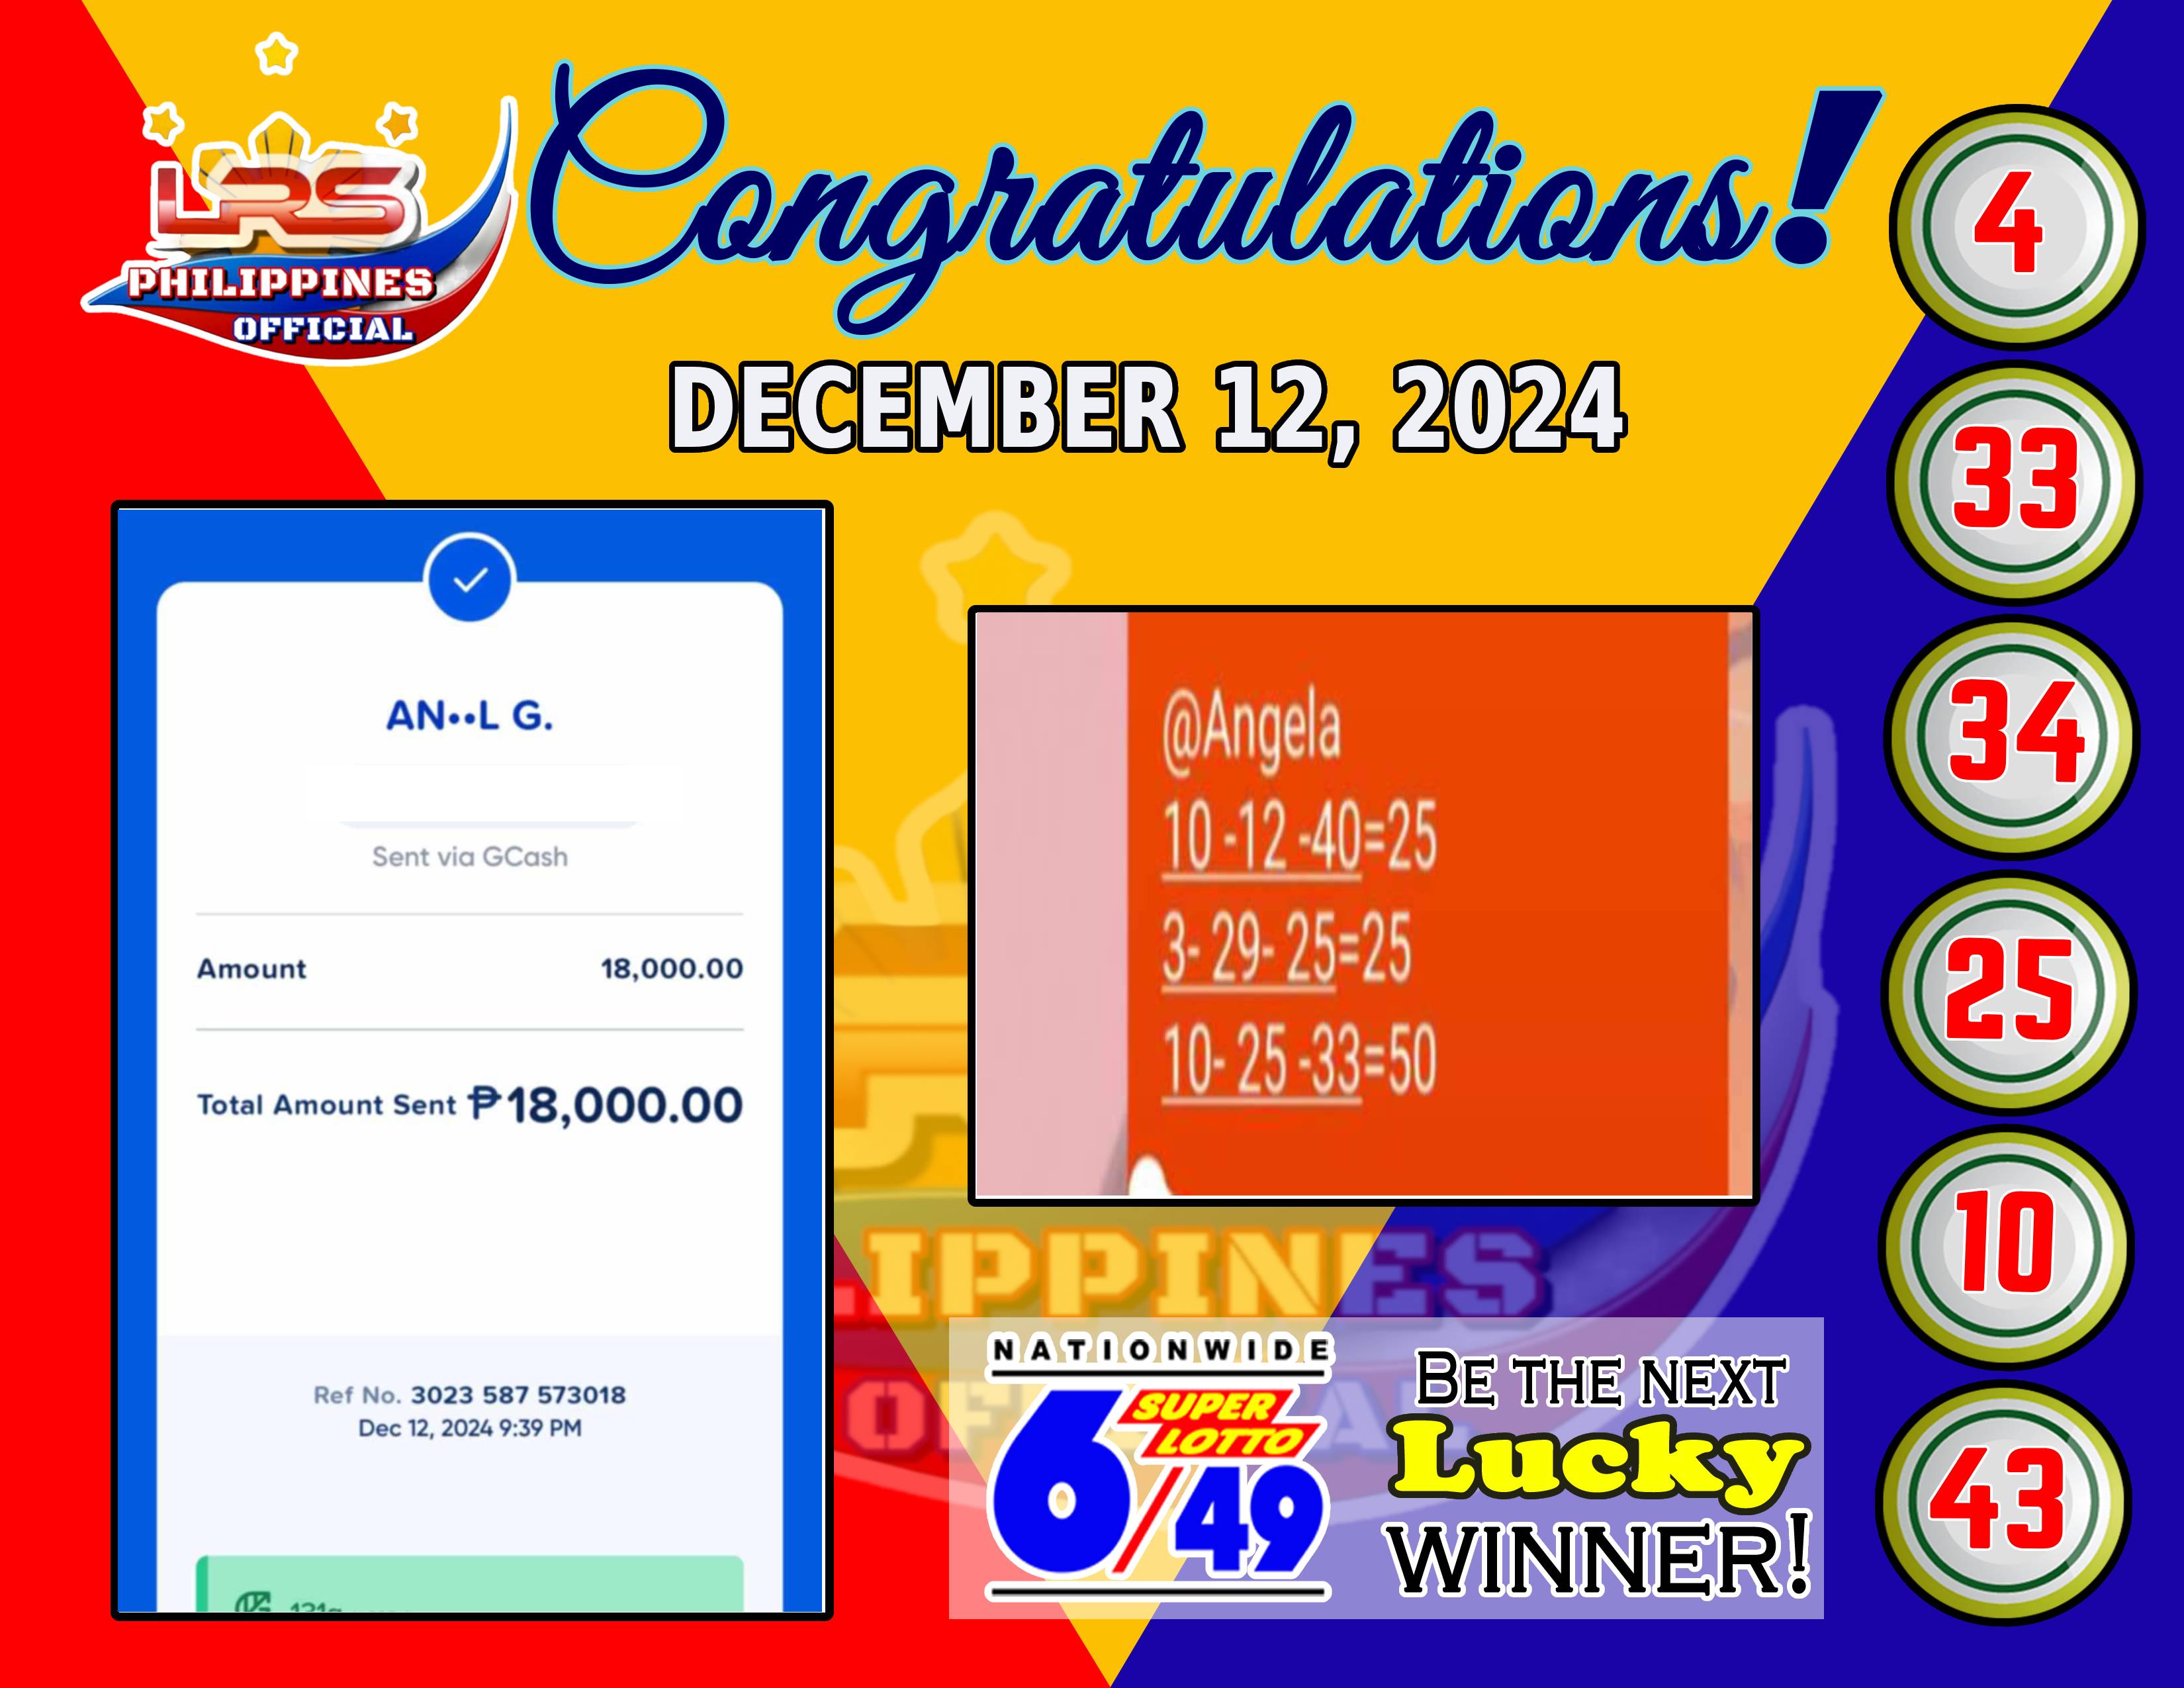 Congratulations!
LRS
PHILIPPINES
OFFICIAL
DECEMBER 12, 2024
AN••L G.
Sent via GCash
Amount 18,000.00
Total Amount Sent ₱18,000.00
Ref No. 3023 587 573018
Dec 12, 2024 9:39 PM
@Angela
10 -12 -40=25
3- 29- 25=25
10- 25 -33=50
NATIONWIDE
SUPER
LOTTO
6/49
BE THE NEXT
Lucky
WINNER!
4
33
34
25
10
43